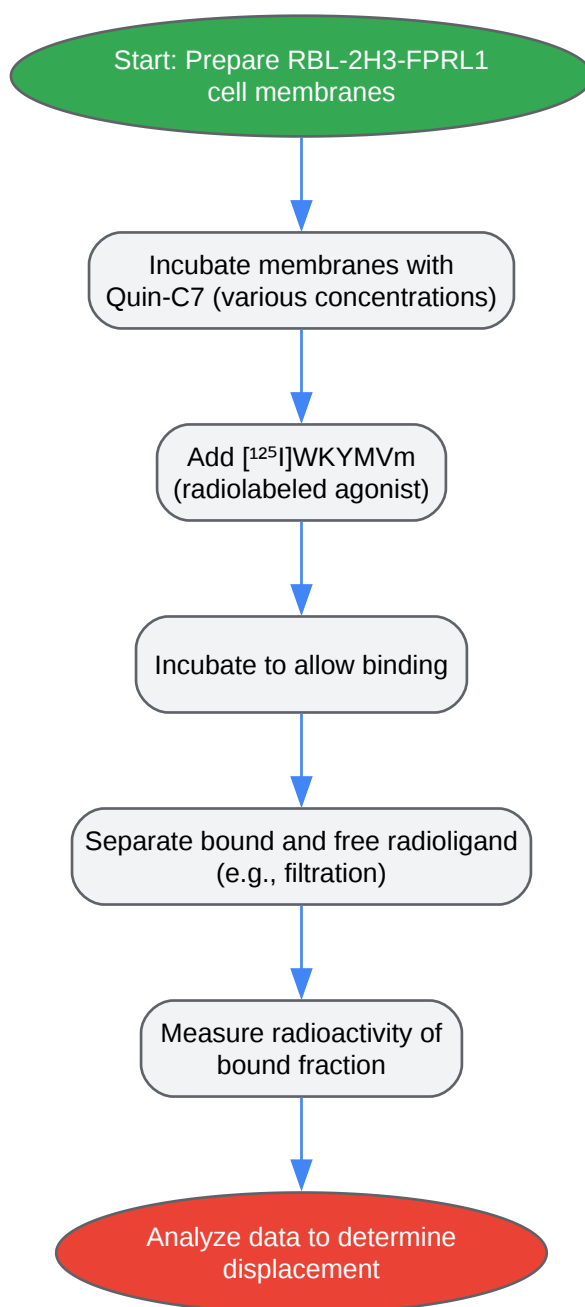 Start: Prepare RBL-2H3-FPRL1
cell membranes
Incubate membranes with
Quin-C7 (various concentrations)
Add [¹²⁵I]WKYMVm
(radiolabeled agonist)
Incubate to allow binding
Separate bound and free radioligand
(e.g., filtration)
Measure radioactivity of
bound fraction
Analyze data to determine
displacement